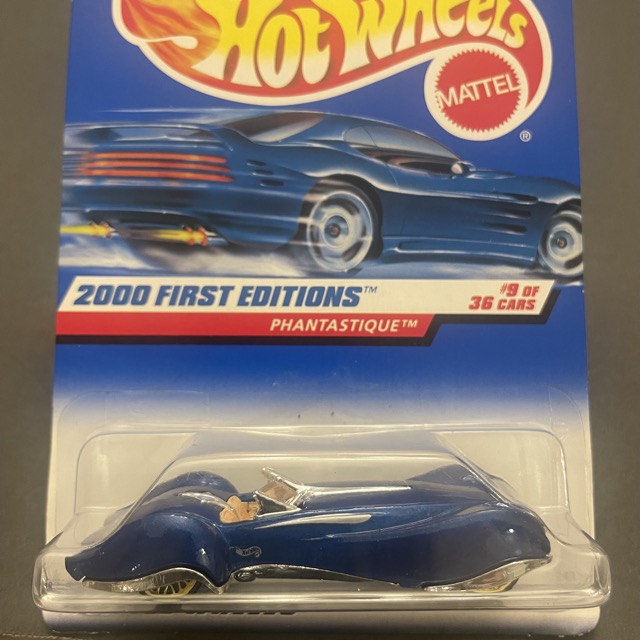 HOT WHEELS
MATTEL
®
2000 FIRST EDITIONS™
#9 OF
36 CARS
PHANTASTIQUE™